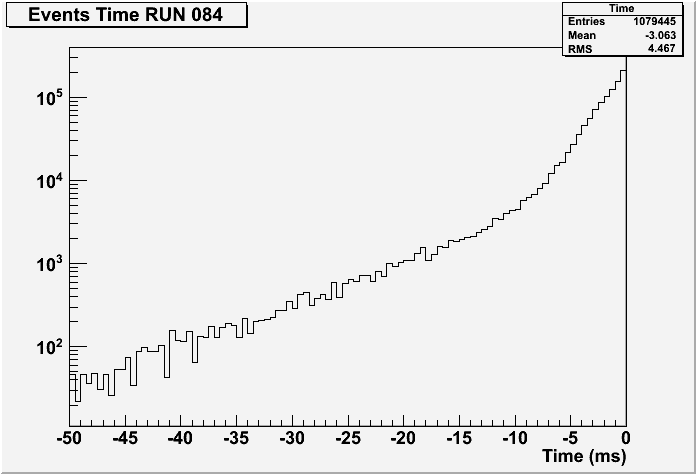 Events Time RUN 084
Time
Entries 1079445
Mean -3.063
RMS 4.467
10^5
10^4
10^3
10^2
-50 -45 -40 -35 -30 -25 -20 -15 -10 -5 0
Time (ms)